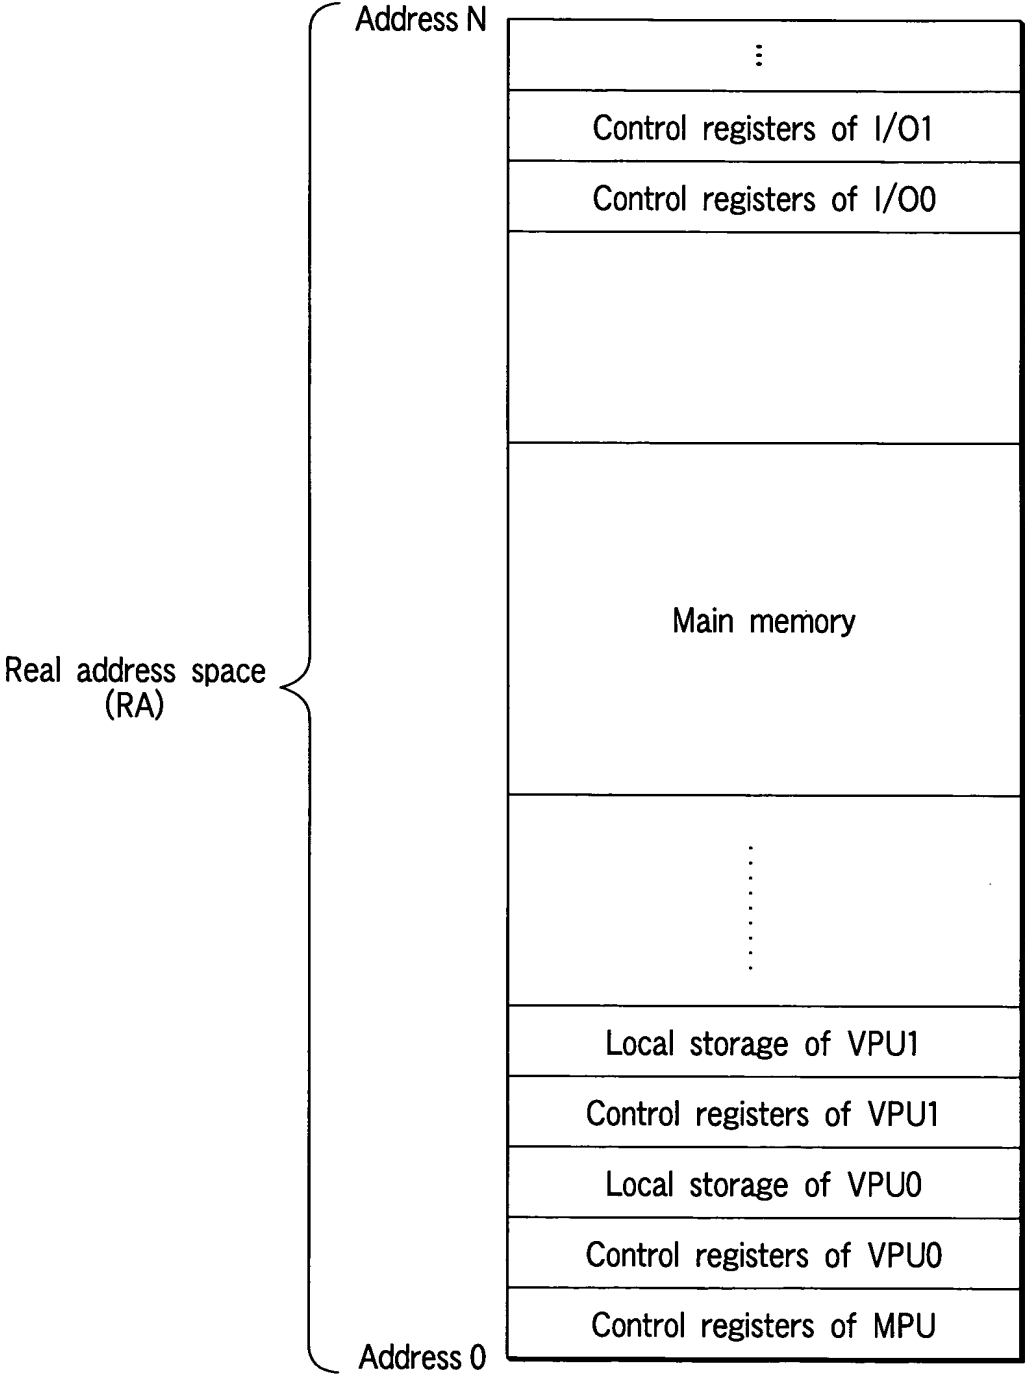 Address N
⋮
Control registers of I/O1
Control registers of I/O0
Main memory
Real address space
(RA)
Local storage of VPU1
Control registers of VPU1
Local storage of VPU0
Control registers of VPU0
Control registers of MPU
Address 0